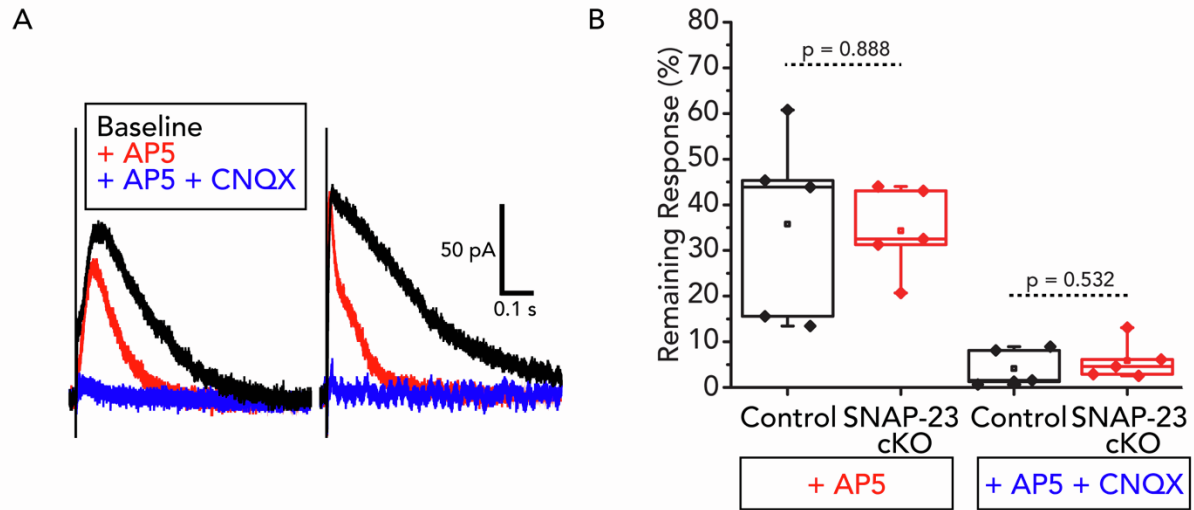 A
Baseline
+ AP5
+ AP5 + CNQX
50 pA
0.1 s
B
Remaining Response (%)
80
70
60
50
40
30
20
10
0
p = 0.888
p = 0.532
Control SNAP-23 Control SNAP-23
cKO cKO
+ AP5 + AP5 + CNQX